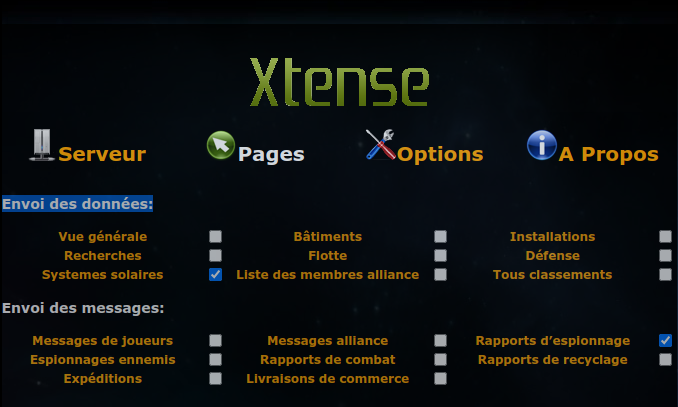 Xtense
Serveur Pages Options A Propos
Envoi des données:
Vue générale Bâtiments Installations
Recherches Flotte Défense
Systemes solaires Liste des membres alliance Tous classements
Envoi des messages:
Messages de joueurs Messages alliance Rapports d’espionnage
Espionnages ennemis Rapports de combat Rapports de recyclage
Expéditions Livraisons de commerce